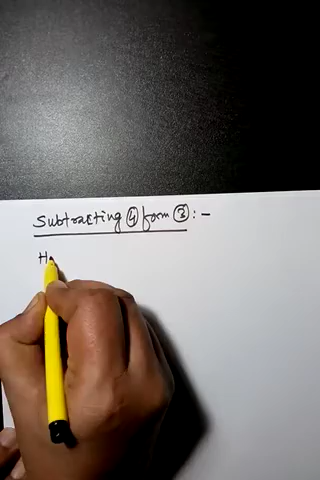 Subtracting ④ form ③ :-
H